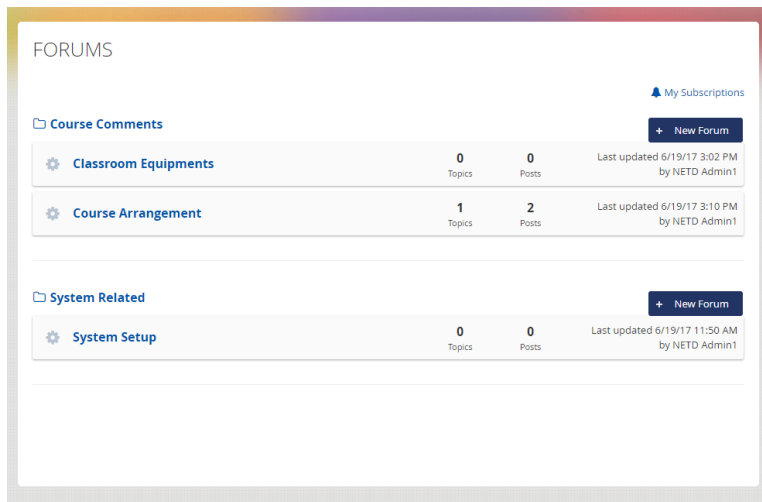 FORUMS
My Subscriptions
Course Comments
+ New Forum
Classroom Equipments
0
Topics
0
Posts
Last updated 6/19/17 3:02 PM
by NETD Admin1
Course Arrangement
1
Topics
2
Posts
Last updated 6/19/17 3:10 PM
by NETD Admin1
System Related
+ New Forum
System Setup
0
Topics
0
Posts
Last updated 6/19/17 11:50 AM
by NETD Admin1